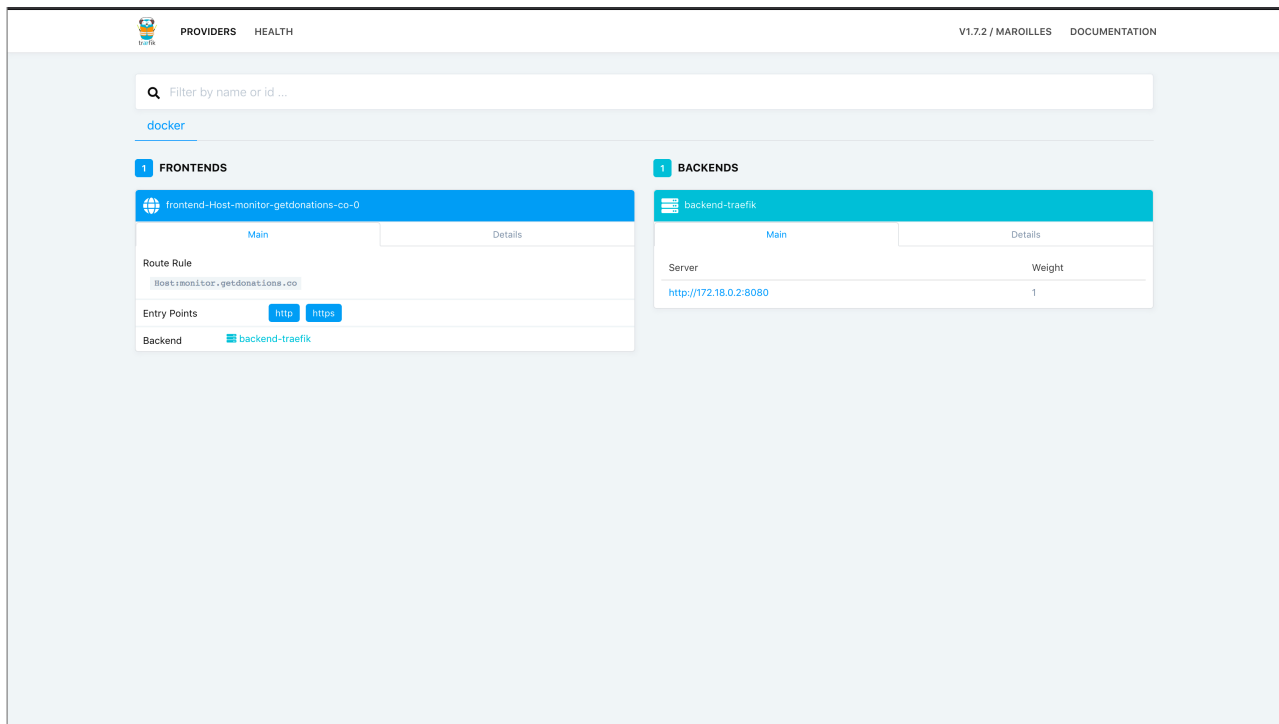 træfik
PROVIDERS HEALTH V1.7.2 / MAROILLES DOCUMENTATION
Filter by name or id ...
docker
1 FRONTENDS
frontend-Host-monitor-getdonations-co-0
Main Details
Route Rule
Host:monitor.getdonations.co
Entry Points http https
Backend backend-traefik
1 BACKENDS
backend-traefik
Main Details
Server Weight
http://172.18.0.2:8080 1